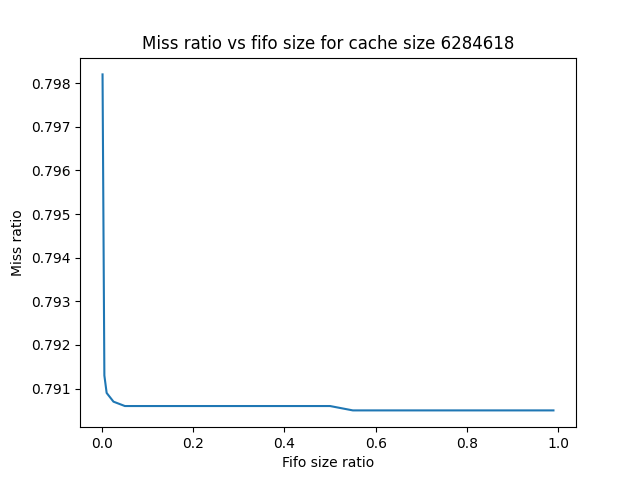 Miss ratio vs fifo size for cache size 6284618
0.798
0.797
0.796
0.795
0.794
0.793
0.792
0.791
Miss ratio
0.0 0.2 0.4 0.6 0.8 1.0
Fifo size ratio